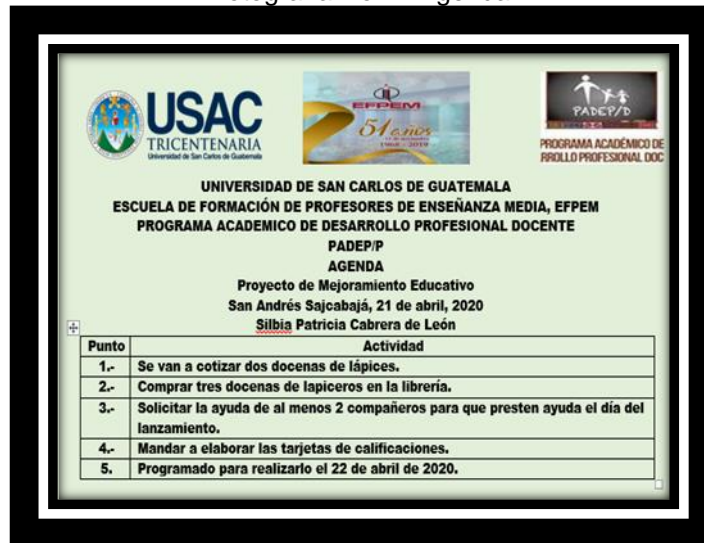 USAC
TRICENTENARIA
Universidad de San Carlos de Guatemala
EFPEM
51 años
1968 - 2019
PADEP/D
PROGRAMA ACADÉMICO DE
RROLLO PROFESIONAL DOC
UNIVERSIDAD DE SAN CARLOS DE GUATEMALA
ESCUELA DE FORMACIÓN DE PROFESORES DE ENSEÑANZA MEDIA, EFPEM
PROGRAMA ACADEMICO DE DESARROLLO PROFESIONAL DOCENTE
PADEP/P
AGENDA
Proyecto de Mejoramiento Educativo
San Andrés Sajcabajá, 21 de abril, 2020
Silbia Patricia Cabrera de León
Punto Actividad
1.- Se van a cotizar dos docenas de lápices.
2.- Comprar tres docenas de lapiceros en la librería.
3.- Solicitar la ayuda de al menos 2 compañeros para que presten ayuda el día del
lanzamiento.
4.- Mandar a elaborar las tarjetas de calificaciones.
5. Programado para realizarlo el 22 de abril de 2020.